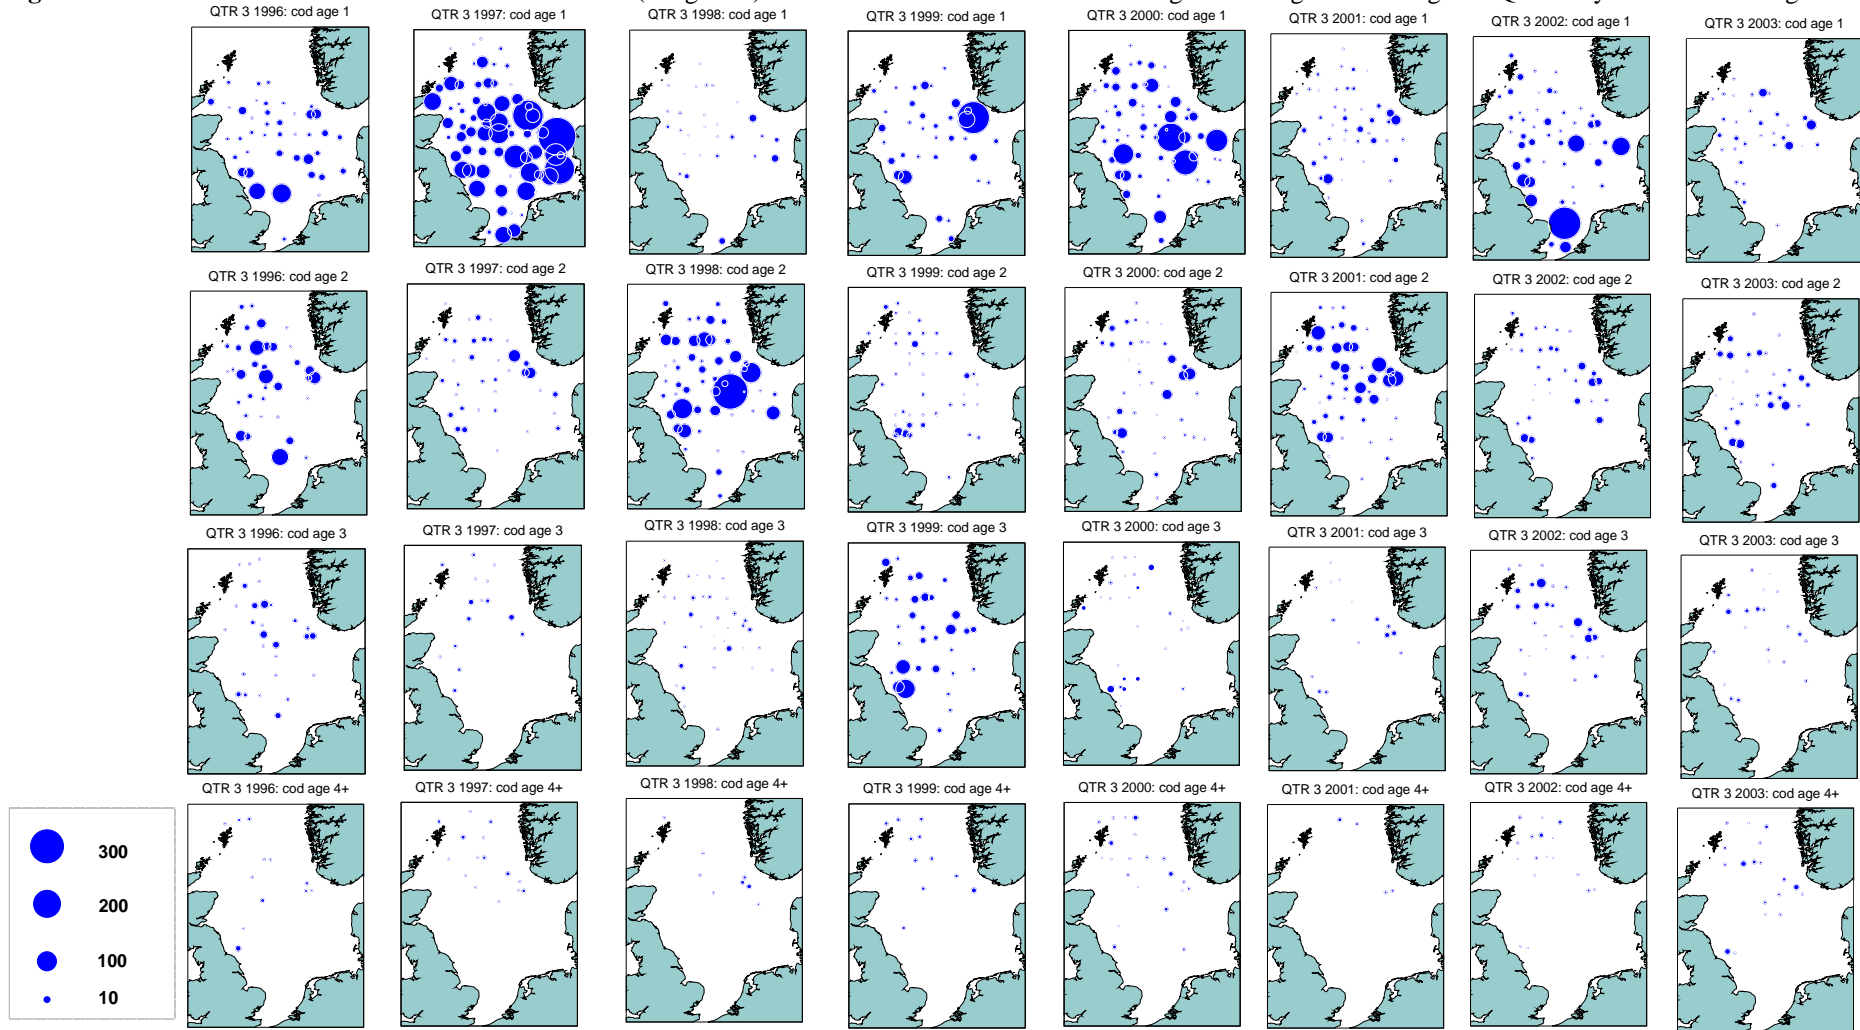 QTR 3 1996: cod age 1
QTR 3 1997: cod age 1
QTR 3 1998: cod age 1
QTR 3 1999: cod age 1
QTR 3 2000: cod age 1
QTR 3 2001: cod age 1
QTR 3 2002: cod age 1
QTR 3 2003: cod age 1
QTR 3 1996: cod age 2
QTR 3 1997: cod age 2
QTR 3 1998: cod age 2
QTR 3 1999: cod age 2
QTR 3 2000: cod age 2
QTR 3 2001: cod age 2
QTR 3 2002: cod age 2
QTR 3 2003: cod age 2
QTR 3 1996: cod age 3
QTR 3 1997: cod age 3
QTR 3 1998: cod age 3
QTR 3 1999: cod age 3
QTR 3 2000: cod age 3
QTR 3 2001: cod age 3
QTR 3 2002: cod age 3
QTR 3 2003: cod age 3
QTR 3 1996: cod age 4+
QTR 3 1997: cod age 4+
QTR 3 1998: cod age 4+
QTR 3 1999: cod age 4+
QTR 3 2000: cod age 4+
QTR 3 2001: cod age 4+
QTR 3 2002: cod age 4+
QTR 3 2003: cod age 4+
300
200
100
10